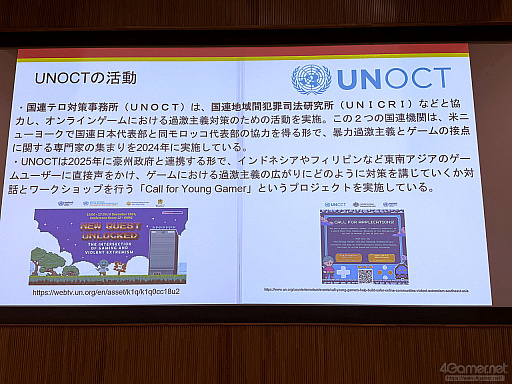 UNOCTの活動
UNOCT
・国連テロ対策事務所（UNOCT）は、国連地域間犯罪司法研究所（UNICRI）などと協
力し、オンラインゲームにおける過激主義対策のための活動を実施。この２つの国連機関は、米ニ
ューヨークで国連日本代表部と同モロッコ代表部の協力を得る形で、暴力過激主義とゲームの接点
に関する専門家の集まりを2024年に実施している。
・UNOCTは2025年に豪州政府と連携する形で、インドネシアやフィリピンなど東南アジアのゲー
ムユーザーに直接声をかけ、ゲームにおける過激主義の広がりにどのように対策を講じていくか対
話とワークショップを行う「Call for Young Gamer」というプロジェクトを実施している。
NEW QUEST
UNLOCKED
THE INTERSECTION
OF GAMING AND
VIOLENT EXTREMISM
CALL FOR APPLICATIONS!
https://webtv.un.org/en/asset/k1q/k1q0cc18u2
4Gamer.net